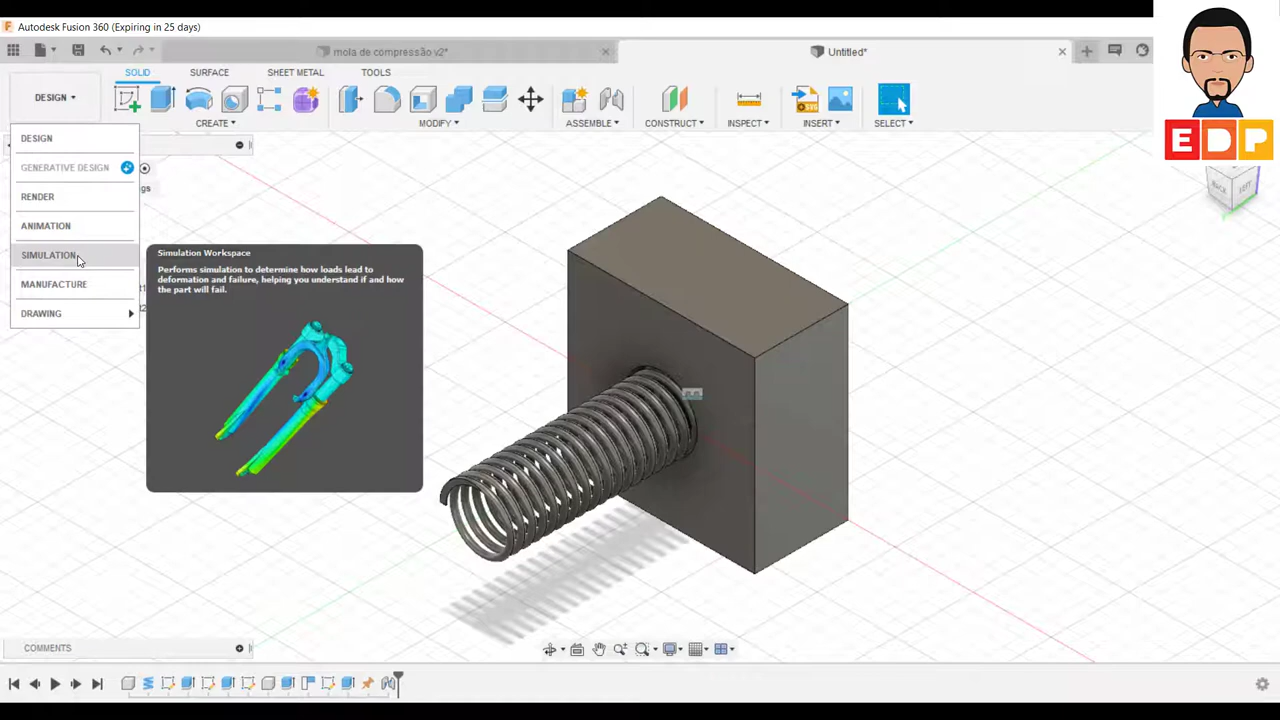 Autodesk Fusion 360 (Expiring in 25 days)
mola de compressão v2*
Untitled*
SOLID
SURFACE
SHEET METAL
TOOLS
DESIGN
CREATE
MODIFY
ASSEMBLE
CONSTRUCT
INSPECT
INSERT
SELECT
EDP
DESIGN
GENERATIVE DESIGN
RENDER
ANIMATION
SIMULATION
MANUFACTURE
DRAWING
Simulation Workspace
Performs simulation to determine how loads lead to
deformation and failure, helping you understand if and how
the part will fail.
BACK
LEFT
COMMENTS